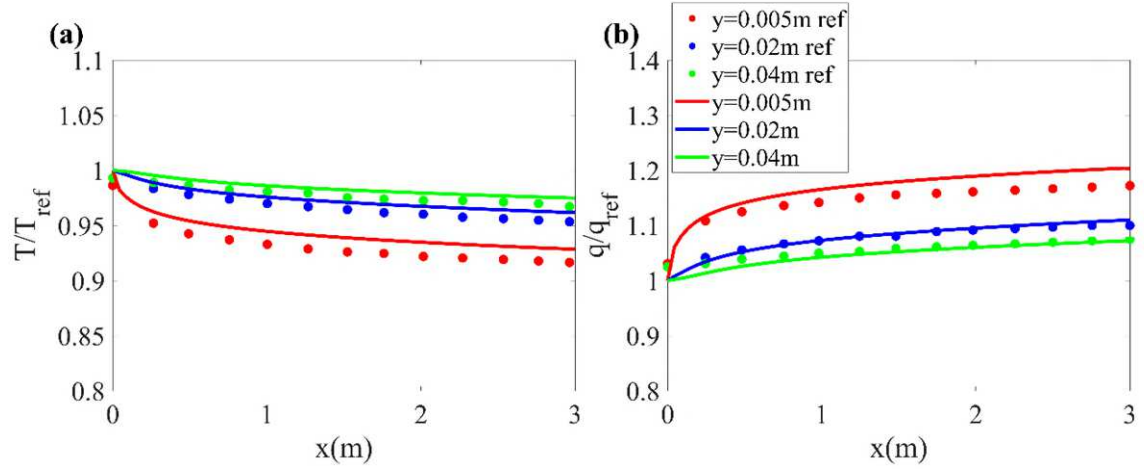 (a)
1.1
1.05
1
0.95
0.9
0.85
0.8
T/T_ref
0 1 2 3
x(m)
(b)
1.4
1.3
1.2
1.1
1
0.9
0.8
q/q_ref
0 1 2 3
x(m)
y=0.005m ref
y=0.02m ref
y=0.04m ref
y=0.005m
y=0.02m
y=0.04m